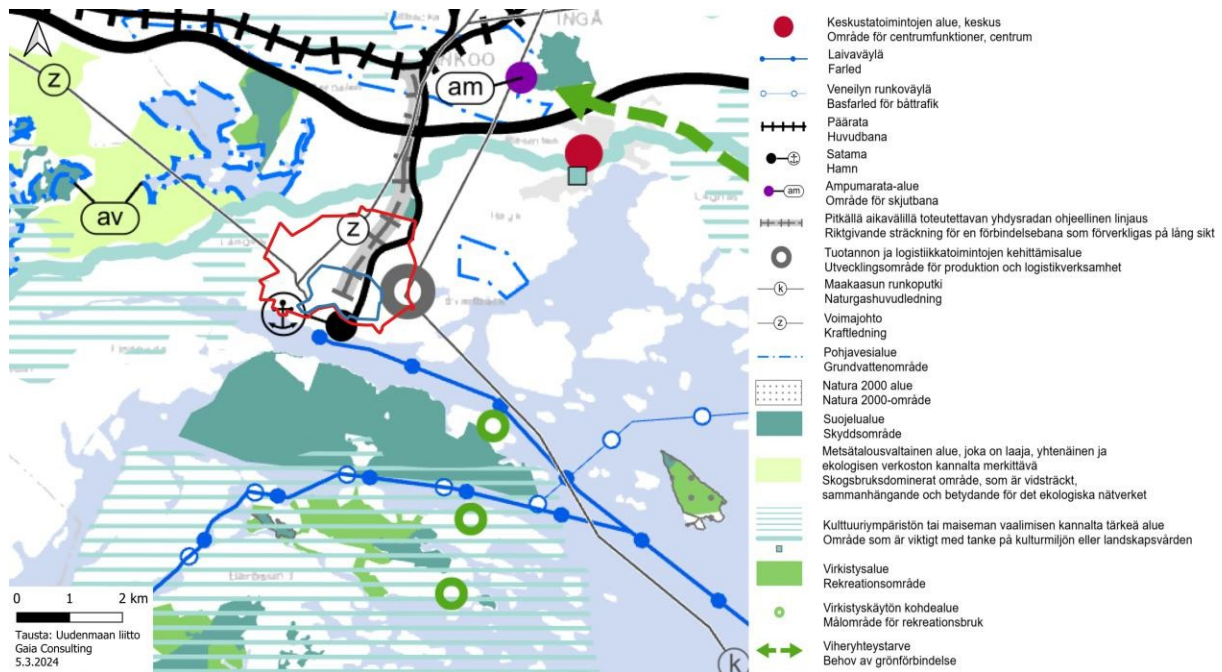 INGÅ
am
z
av
z
k
0 1 2 km
Tausta: Uudenmaan liitto
Gaia Consulting
5.3.2024
Keskustatoimintojen alue, keskus
Område för centrumfunktioner, centrum
Laivaväylä
Farled
Veneilyn runkoväylä
Basfarled för båttrafik
Päärata
Huvudbana
Satama
Hamn
am
Ampumarata-alue
Område för skjutbana
Pitkällä aikavälillä toteutettavan yhdysradan ohjeellinen linjaus
Riktgivande sträckning för en förbindelsebana som förverkligas på lång sikt
Tuotannon ja logistiikkatoimintojen kehittämisalue
Utvecklingsområde för produktion och logistikverksamhet
k
Maakaasun runkoputki
Naturgashuvudledning
z
Voimajohto
Kraftledning
Pohjavesialue
Grundvattenområde
Natura 2000 alue
Natura 2000-område
Suojelualue
Skyddsområde
Metsätalousvaltainen alue, joka on laaja, yhtenäinen ja
ekologisen verkoston kannalta merkittävä
Skogsbruksdominerat område, som är vidsträckt,
sammanhängande och betydande för det ekologiska nätverket
Kulttuuriympäristön tai maiseman vaalimisen kannalta tärkeä alue
Område som är viktigt med tanke på kulturmiljön eller landskapsvården
Virkistysalue
Rekreationsområde
Virkistyskäytön kohdealue
Målområde för rekreationsbruk
Viheryhteystarve
Behov av grönförbindelse